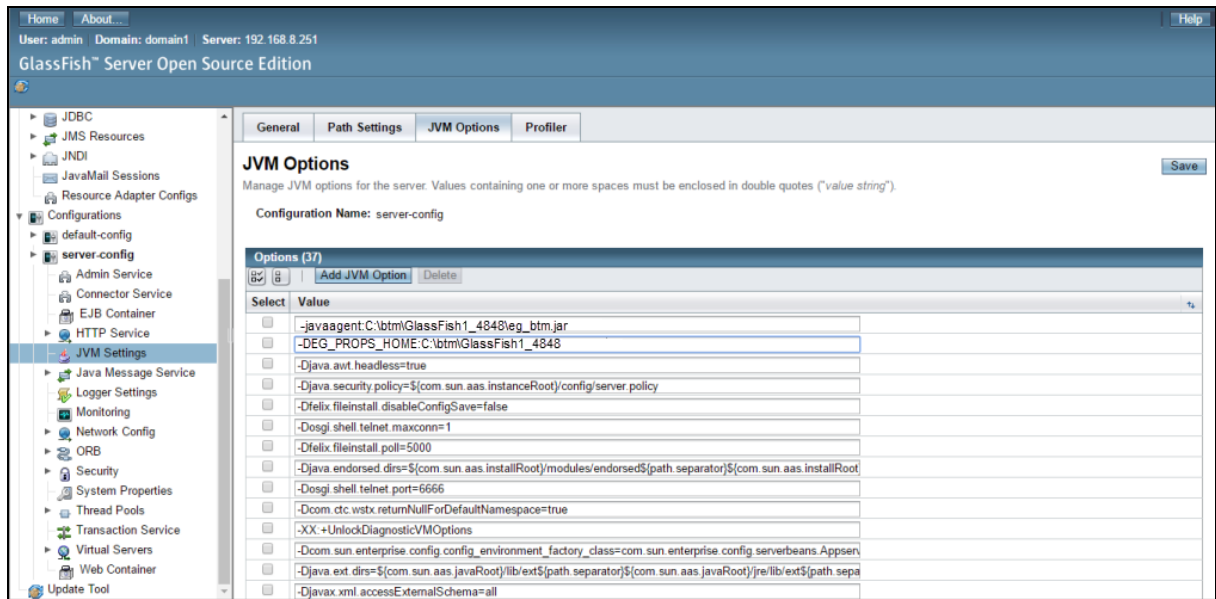 Home About... Help
User: admin Domain: domain1 Server: 192.168.8.251
GlassFish™ Server Open Source Edition
JDBC
JMS Resources
JNDI
JavaMail Sessions
Resource Adapter Configs
Configurations
default-config
server-config
Admin Service
Connector Service
EJB Container
HTTP Service
JVM Settings
Java Message Service
Logger Settings
Monitoring
Network Config
ORB
Security
System Properties
Thread Pools
Transaction Service
Virtual Servers
Web Container
Update Tool
General Path Settings JVM Options Profiler
JVM Options
Save
Manage JVM options for the server. Values containing one or more spaces must be enclosed in double quotes ("value string").
Configuration Name: server-config
Options (37)
Add JVM Option Delete
Select Value
-javaagent:C:\btm\GlassFish1_4848\eg_btm.jar
-DEG_PROPS_HOME:C:\btm\GlassFish1_4848
-Djava.awt.headless=true
-Djava.security.policy=${com.sun.aas.instanceRoot}/config/server.policy
-Dfelix.fileinstall.disableConfigSave=false
-Dosgi.shell.telnet.maxconn=1
-Dfelix.fileinstall.poll=5000
-Djava.endorsed.dirs=${com.sun.aas.installRoot}/modules/endorsed${path.separator}${com.sun.aas.installRoot
-Dosgi.shell.telnet.port=6666
-Dcom.ctc.wstx.returnNullForDefaultNamespace=true
-XX:+UnlockDiagnosticVMOptions
-Dcom.sun.enterprise.config.config_environment_factory_class=com.sun.enterprise.config.serverbeans.Appserv
-Djava.ext.dirs=${com.sun.aas.javaRoot}/lib/ext${path.separator}${com.sun.aas.javaRoot}/jre/lib/ext${path.sepa
-Djavax.xml.accessExternalSchema=all